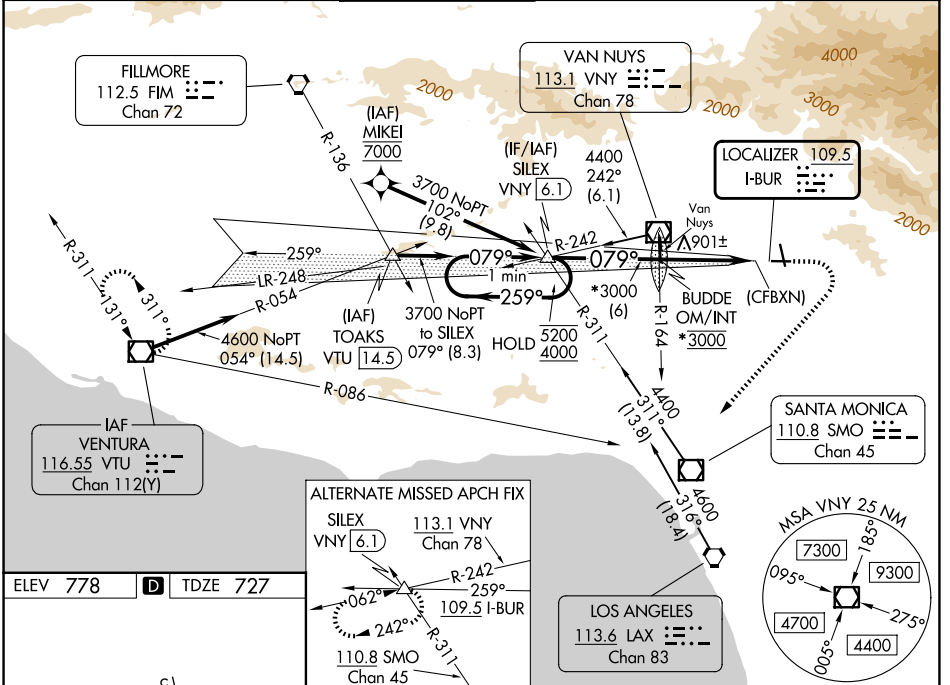 FILLMORE
112.5 FIM
Chan 72
VAN NUYS
113.1 VNY
Chan 78
4000
2000
2000
3000
2000
(IAF)
MIKEI
7000
R-136
3700 NoPT
102°
(9.8)
(IF/IAF)
SILEX
VNY 6.1
4400
242°
(6.1)
LOCALIZER 109.5
I-BUR
Van
Nuys
901±
R-242
259°
LR-248
R-054
079°
1 min
259°
079°
(CFBXN)
*3000
(6)
BUDDE
OM/INT
*3000
R-164
R-311
131°
311°
4600 NoPT
054° (14.5)
(IAF)
TOAKS
VTU 14.5
3700 NoPT
to SILEX
079° (8.3)
HOLD 5200
4000
R-311
R-086
4400
311°
(13.8)
IAF
VENTURA
116.55 VTU
Chan 112(Y)
SANTA MONICA
110.8 SMO
Chan 45
4600
316°
(18.4)
LOS ANGELES
113.6 LAX
Chan 83
ALTERNATE MISSED APCH FIX
SILEX
VNY 6.1
113.1 VNY
Chan 78
R-242
259°
109.5 I-BUR
062°
242°
R-311
110.8 SMO
Chan 45
MSA VNY 25 NM
7300
185°
095°
9300
4700
275°
005°
4400
ELEV 778
D
TDZE 727